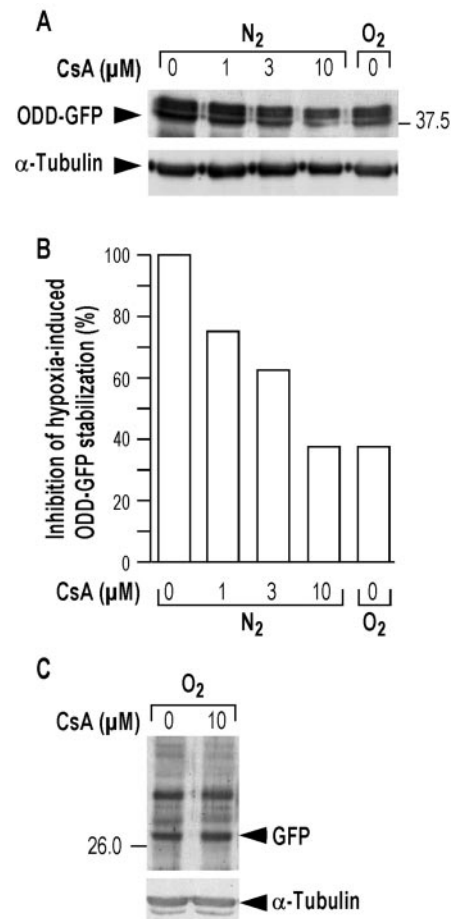 A
N2 O2
CsA (µM) 0 1 3 10 0
ODD-GFP
37.5
α-Tubulin
B
Inhibition of hypoxia-induced
ODD-GFP stabilization (%)
100
80
60
40
20
0
CsA (µM) 0 1 3 10 0
N2 O2
C
O2
CsA (µM) 0 10
GFP
26.0
α-Tubulin